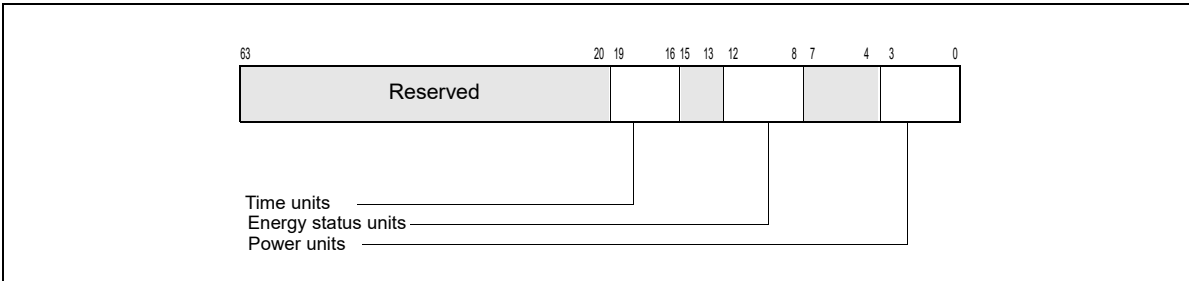 63 20 19 16 15 13 12 8 7 4 3 0
Reserved
Time units
Energy status units
Power units